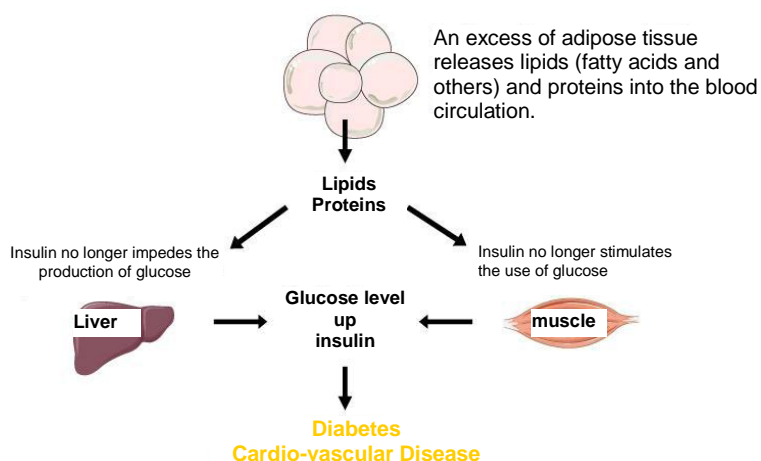 An excess of adipose tissue
releases lipids (fatty acids and
others) and proteins into the blood
circulation.
Lipids
Proteins
Insulin no longer impedes the
production of glucose
Insulin no longer stimulates
the use of glucose
Liver
Glucose level
up
insulin
muscle
Diabetes
Cardio-vascular Disease